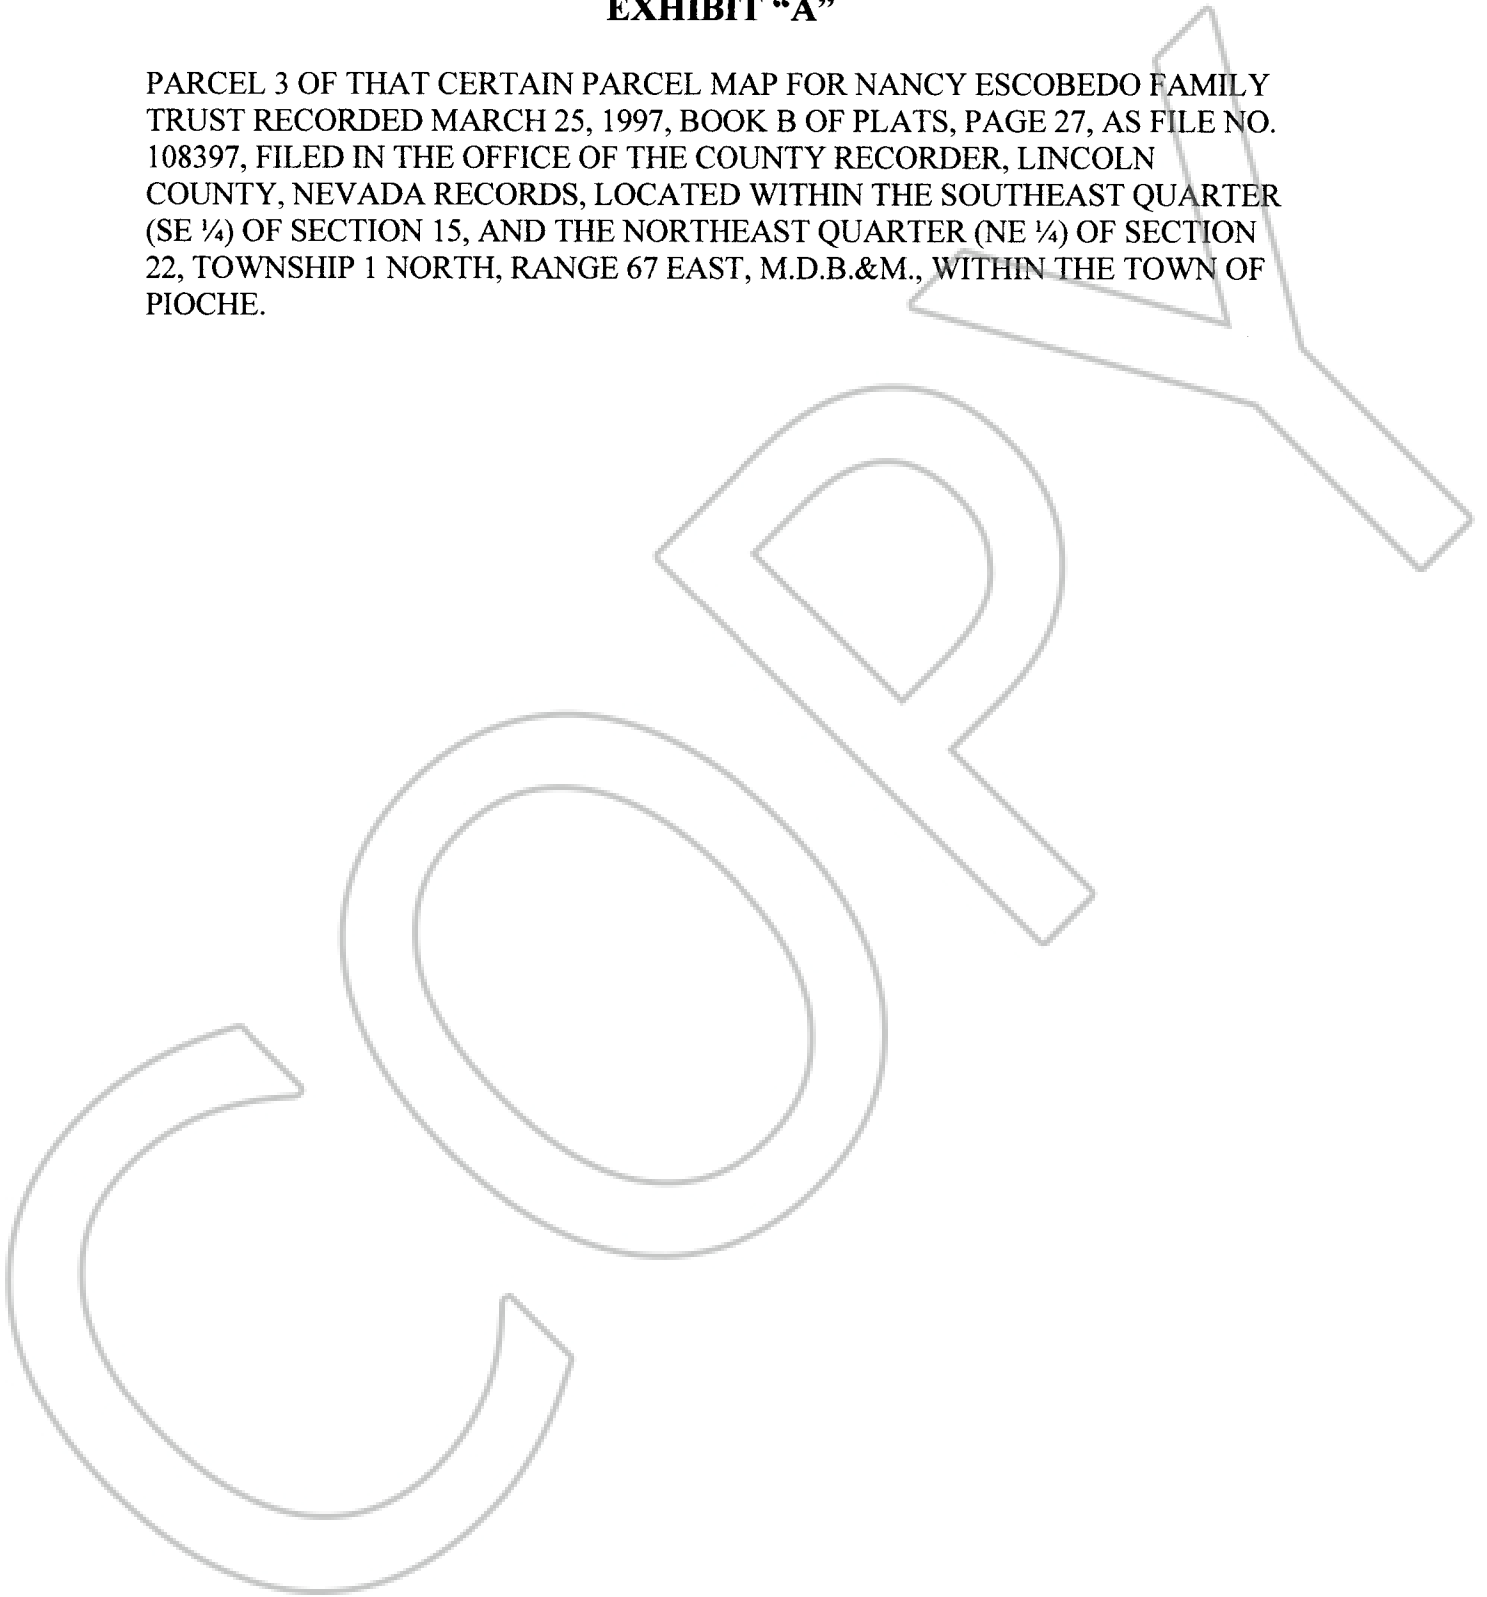 EXHIBIT “A”
PARCEL 3 OF THAT CERTAIN PARCEL MAP FOR NANCY ESCOBEDO FAMILY
TRUST RECORDED MARCH 25, 1997, BOOK B OF PLATS, PAGE 27, AS FILE NO.
108397, FILED IN THE OFFICE OF THE COUNTY RECORDER, LINCOLN
COUNTY, NEVADA RECORDS, LOCATED WITHIN THE SOUTHEAST QUARTER
(SE ¼) OF SECTION 15, AND THE NORTHEAST QUARTER (NE ¼) OF SECTION
22, TOWNSHIP 1 NORTH, RANGE 67 EAST, M.D.B.&M., WITHIN THE TOWN OF
PIOCHE.
COPY